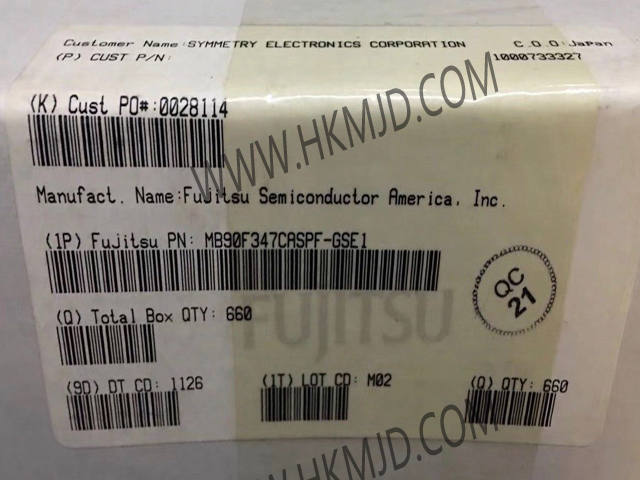 Customer Name:SYMMETRY ELECTRONICS CORPORATION C.O.O:JaPan
(P) CUST P/N: 1000733327
(K) Cust PO#:0028114
WWW.HKMJD.COM
Manufact. Name:Fujitsu Semiconductor America, Inc.
(1P) Fujitsu PN: MB90F347CASPF-GSE1
QC
21
(Q) Total Box QTY: 660
FUJITSU
(9D) DT CD: 1126 (1T) LOT CD: M02 (Q) QTY: 660
WWW.HKMJD.COM